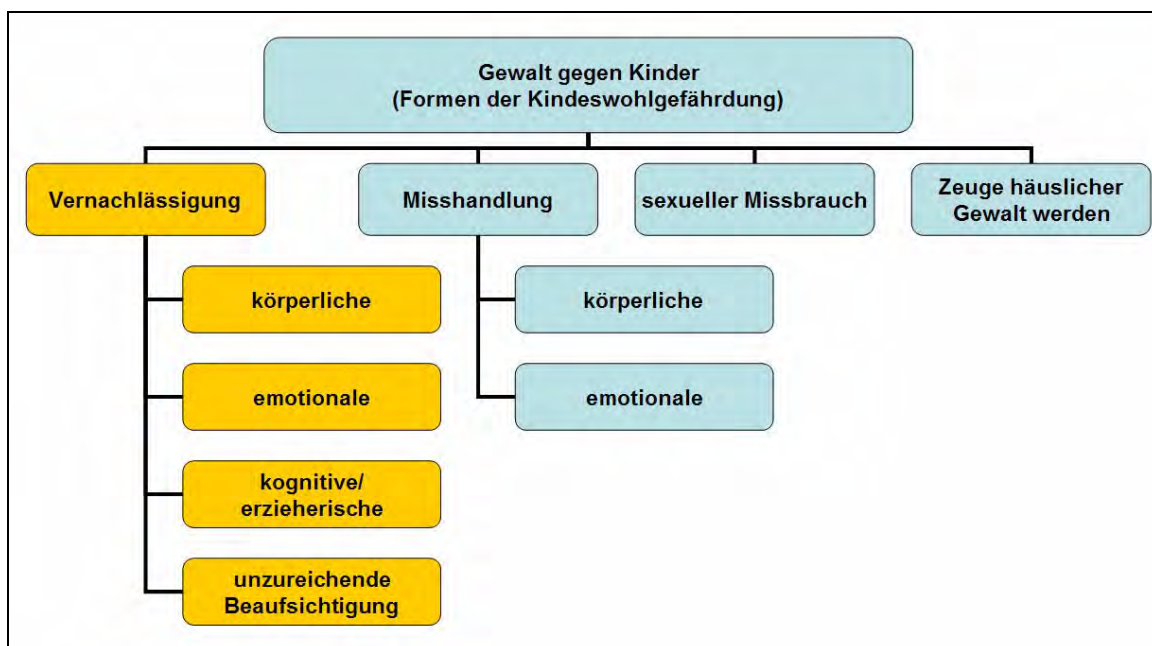 Gewalt gegen Kinder
(Formen der Kindeswohlgefährdung)
Vernachlässigung
Misshandlung
sexueller Missbrauch
Zeuge häuslicher
Gewalt werden
körperliche
emotionale
kognitive/
erzieherische
unzureichende
Beaufsichtigung
körperliche
emotionale